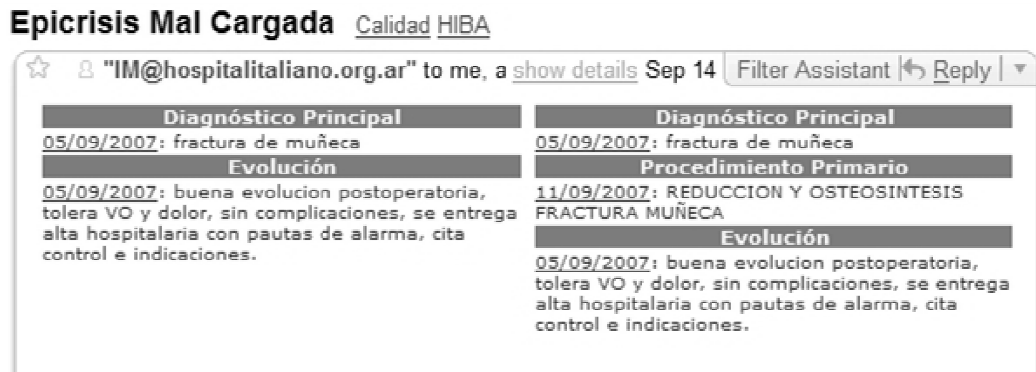 Epicrisis Mal Cargada Calidad HIBA
"IM@hospitalitaliano.org.ar" to me, a show details Sep 14 Filter Assistant Reply
Diagnóstico Principal
05/09/2007: fractura de muñeca
Evolución
05/09/2007: buena evolucion postoperatoria,
tolera VO y dolor, sin complicaciones, se entrega
alta hospitalaria con pautas de alarma, cita
control e indicaciones.
Diagnóstico Principal
05/09/2007: fractura de muñeca
Procedimiento Primario
11/09/2007: REDUCCION Y OSTEOSINTESIS
FRACTURA MUÑECA
Evolución
05/09/2007: buena evolucion postoperatoria,
tolera VO y dolor, sin complicaciones, se entrega
alta hospitalaria con pautas de alarma, cita
control e indicaciones.